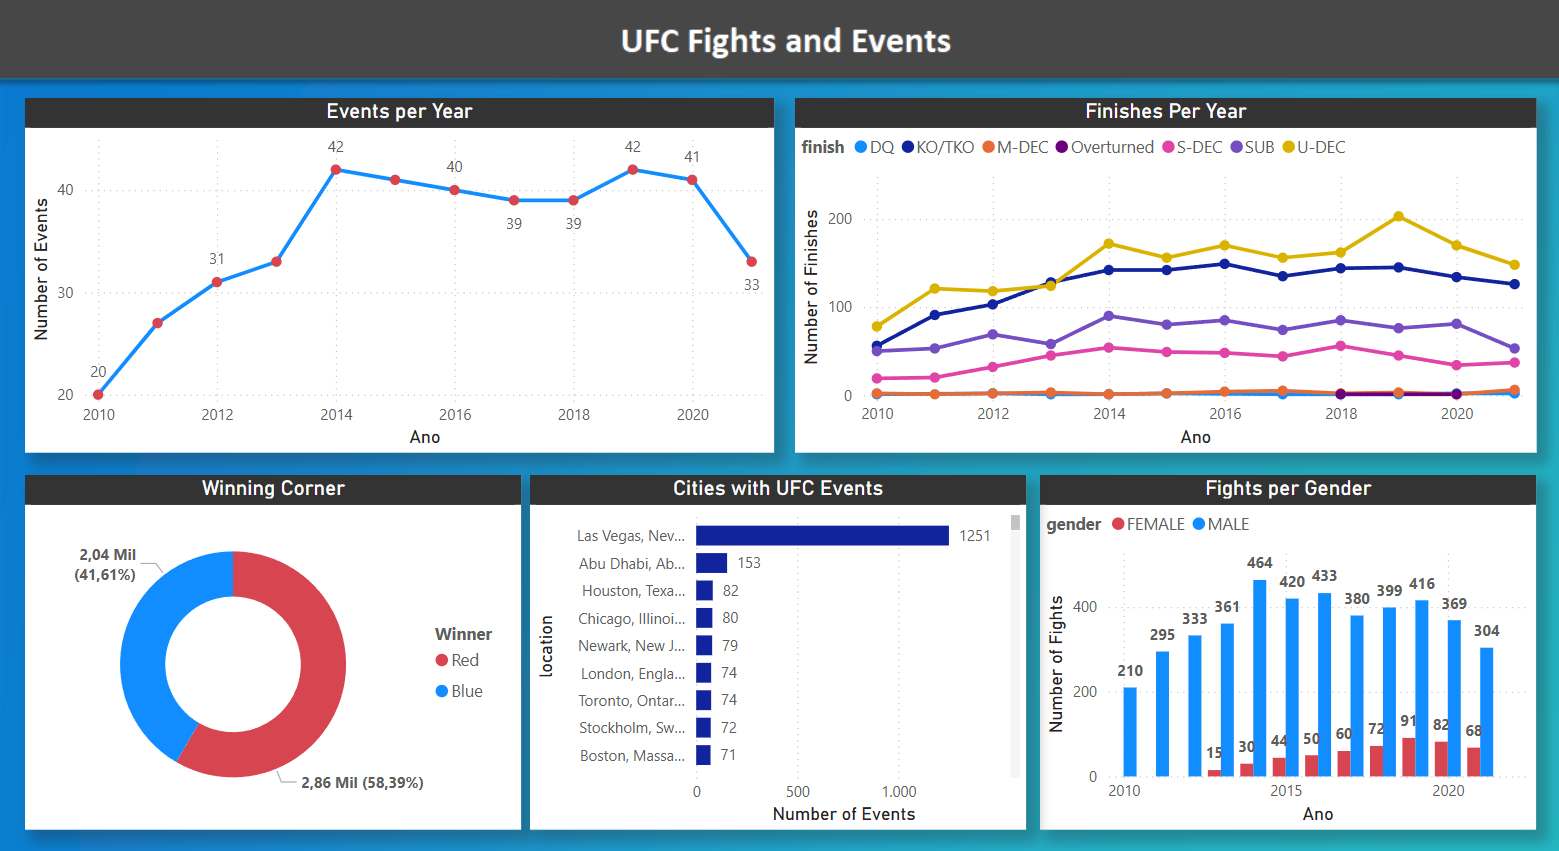 UFC Fights and Events
Events per Year
Number of Events
40
30
20
20
31
42
40
39
39
42
41
33
2010 2012 2014 2016 2018 2020
Ano
Finishes Per Year
finish DQ KO/TKO M-DEC Overturned S-DEC SUB U-DEC
Number of Finishes
200
100
0
2010 2012 2014 2016 2018 2020
Ano
Winning Corner
2,04 Mil
(41,61%)
2,86 Mil (58,39%)
Winner
Red
Blue
Cities with UFC Events
location
Las Vegas, Nev... 1251
Abu Dhabi, Ab... 153
Houston, Texa... 82
Chicago, Illinoi... 80
Newark, New J... 79
London, Engla... 74
Toronto, Ontar... 74
Stockholm, Sw... 72
Boston, Massa... 71
0 500 1.000
Number of Events
Fights per Gender
gender FEMALE MALE
Number of Fights
400
200
0
210 295 333 361 464 420 433 380 399 416 369 304
15 30 44 50 60 72 91 82 68
2010 2015 2020
Ano